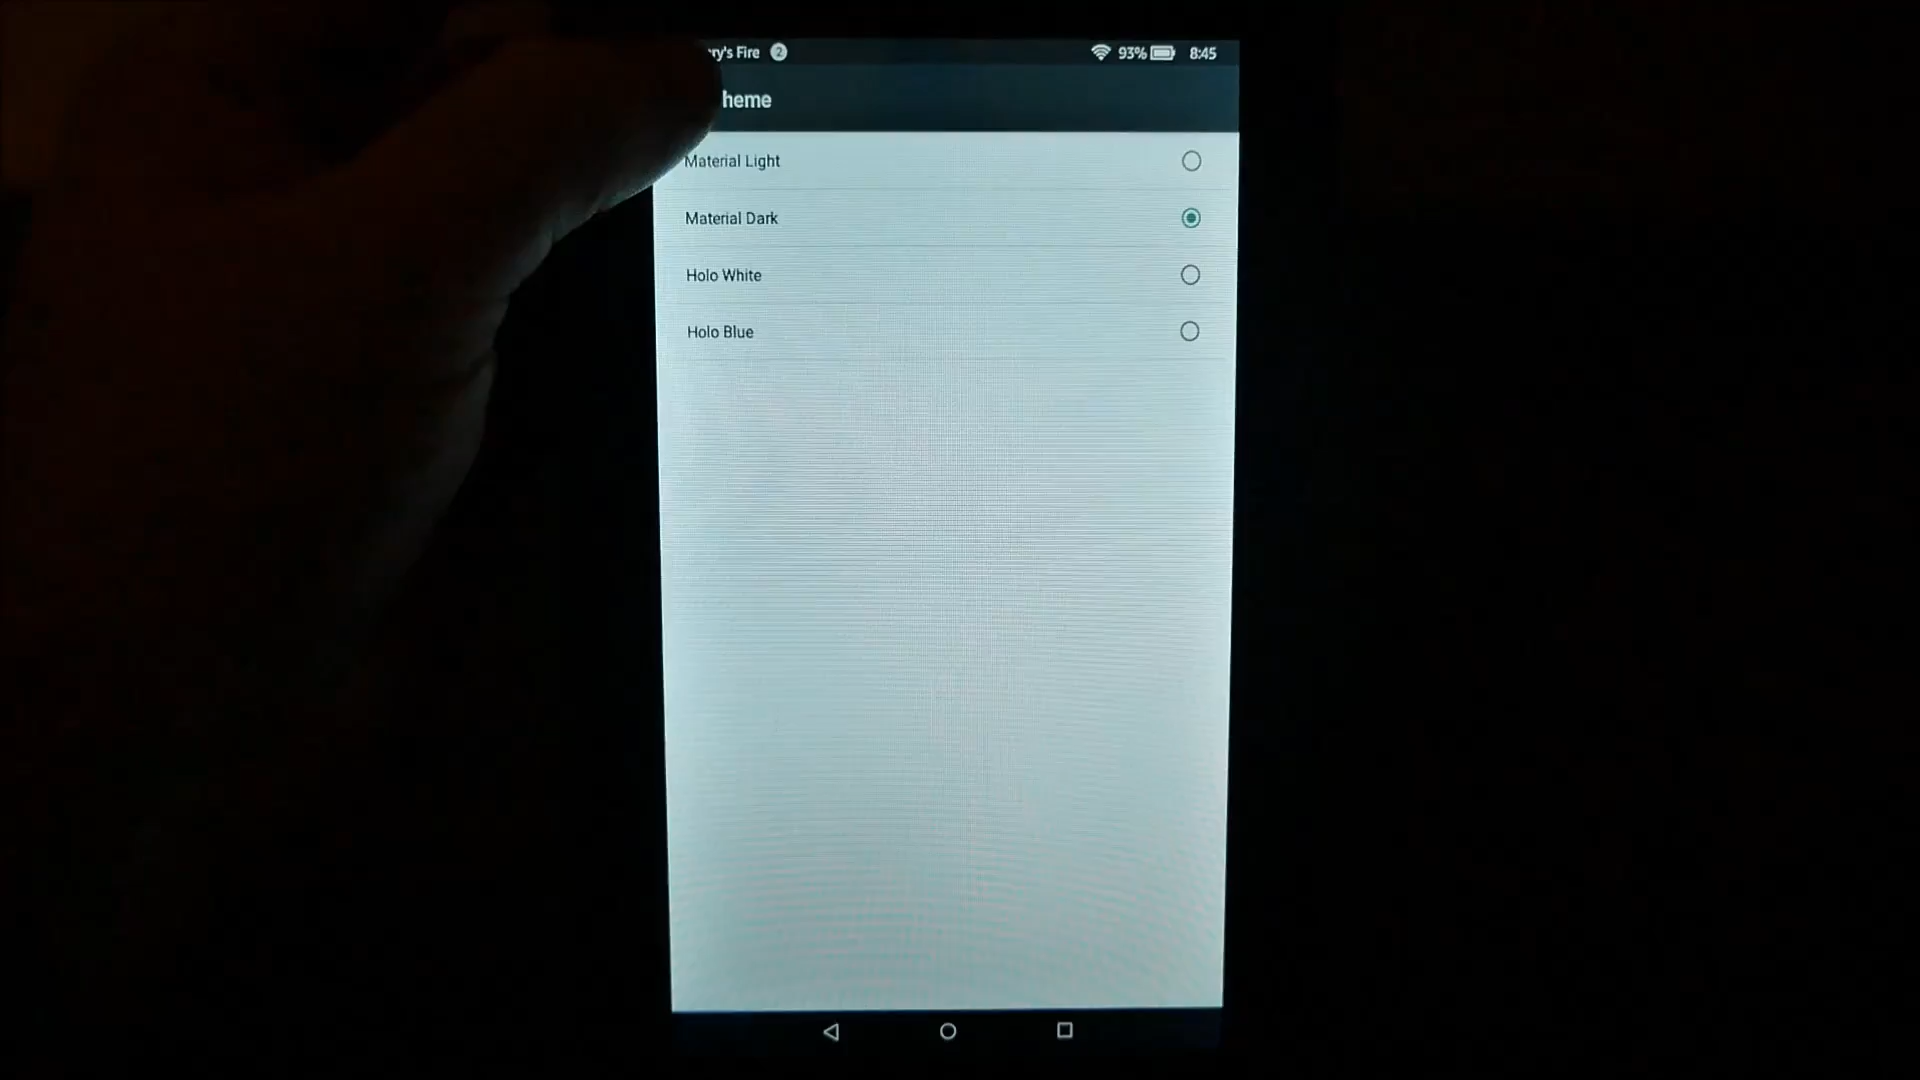 ry's Fire 2 93% 8:45
heme
Material Light
Material Dark
Holo White
Holo Blue